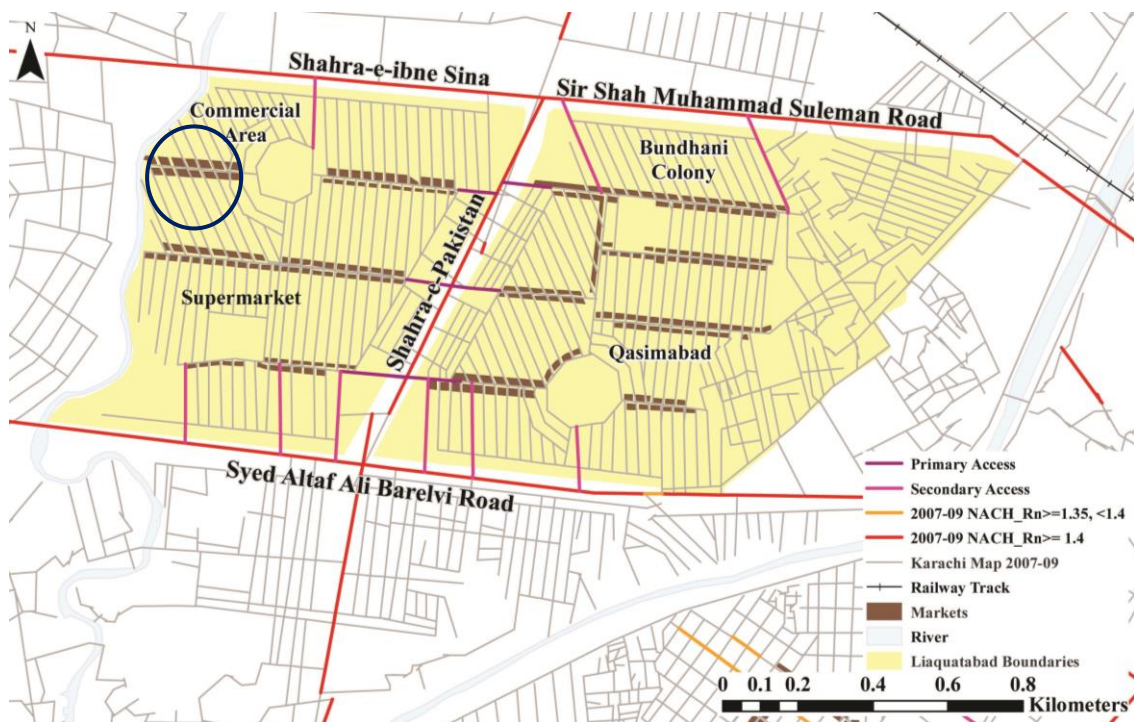 N
Shahra-e-ibne Sina
Sir Shah Muhammad Suleman Road
Commercial
Area
Bundhani
Colony
Shahra-e-Pakistan
Supermarket
Qasimabad
Syed Altaf Ali Barelvi Road
Primary Access
Secondary Access
2007-09 NACH_Rn>=1.35, <1.4
2007-09 NACH_Rn>= 1.4
Karachi Map 2007-09
Railway Track
Markets
River
Liaquatabad Boundaries
0 0.1 0.2 0.4 0.6 0.8
Kilometers